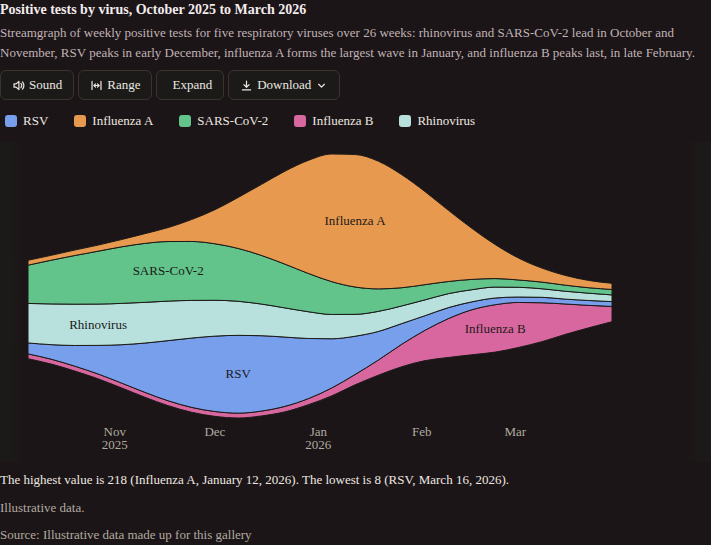 Positive tests by virus, October 2025 to March 2026
Streamgraph of weekly positive tests for five respiratory viruses over 26 weeks: rhinovirus and SARS-CoV-2 lead in October and
November, RSV peaks in early December, influenza A forms the largest wave in January, and influenza B peaks last, in late February.
Sound Range Expand Download
RSV Influenza A SARS-CoV-2 Influenza B Rhinovirus
Influenza A
SARS-CoV-2
Rhinovirus
Influenza B
RSV
Nov Dec Jan Feb Mar
2025 2026
The highest value is 218 (Influenza A, January 12, 2026). The lowest is 8 (RSV, March 16, 2026).
Illustrative data.
Source: Illustrative data made up for this gallery